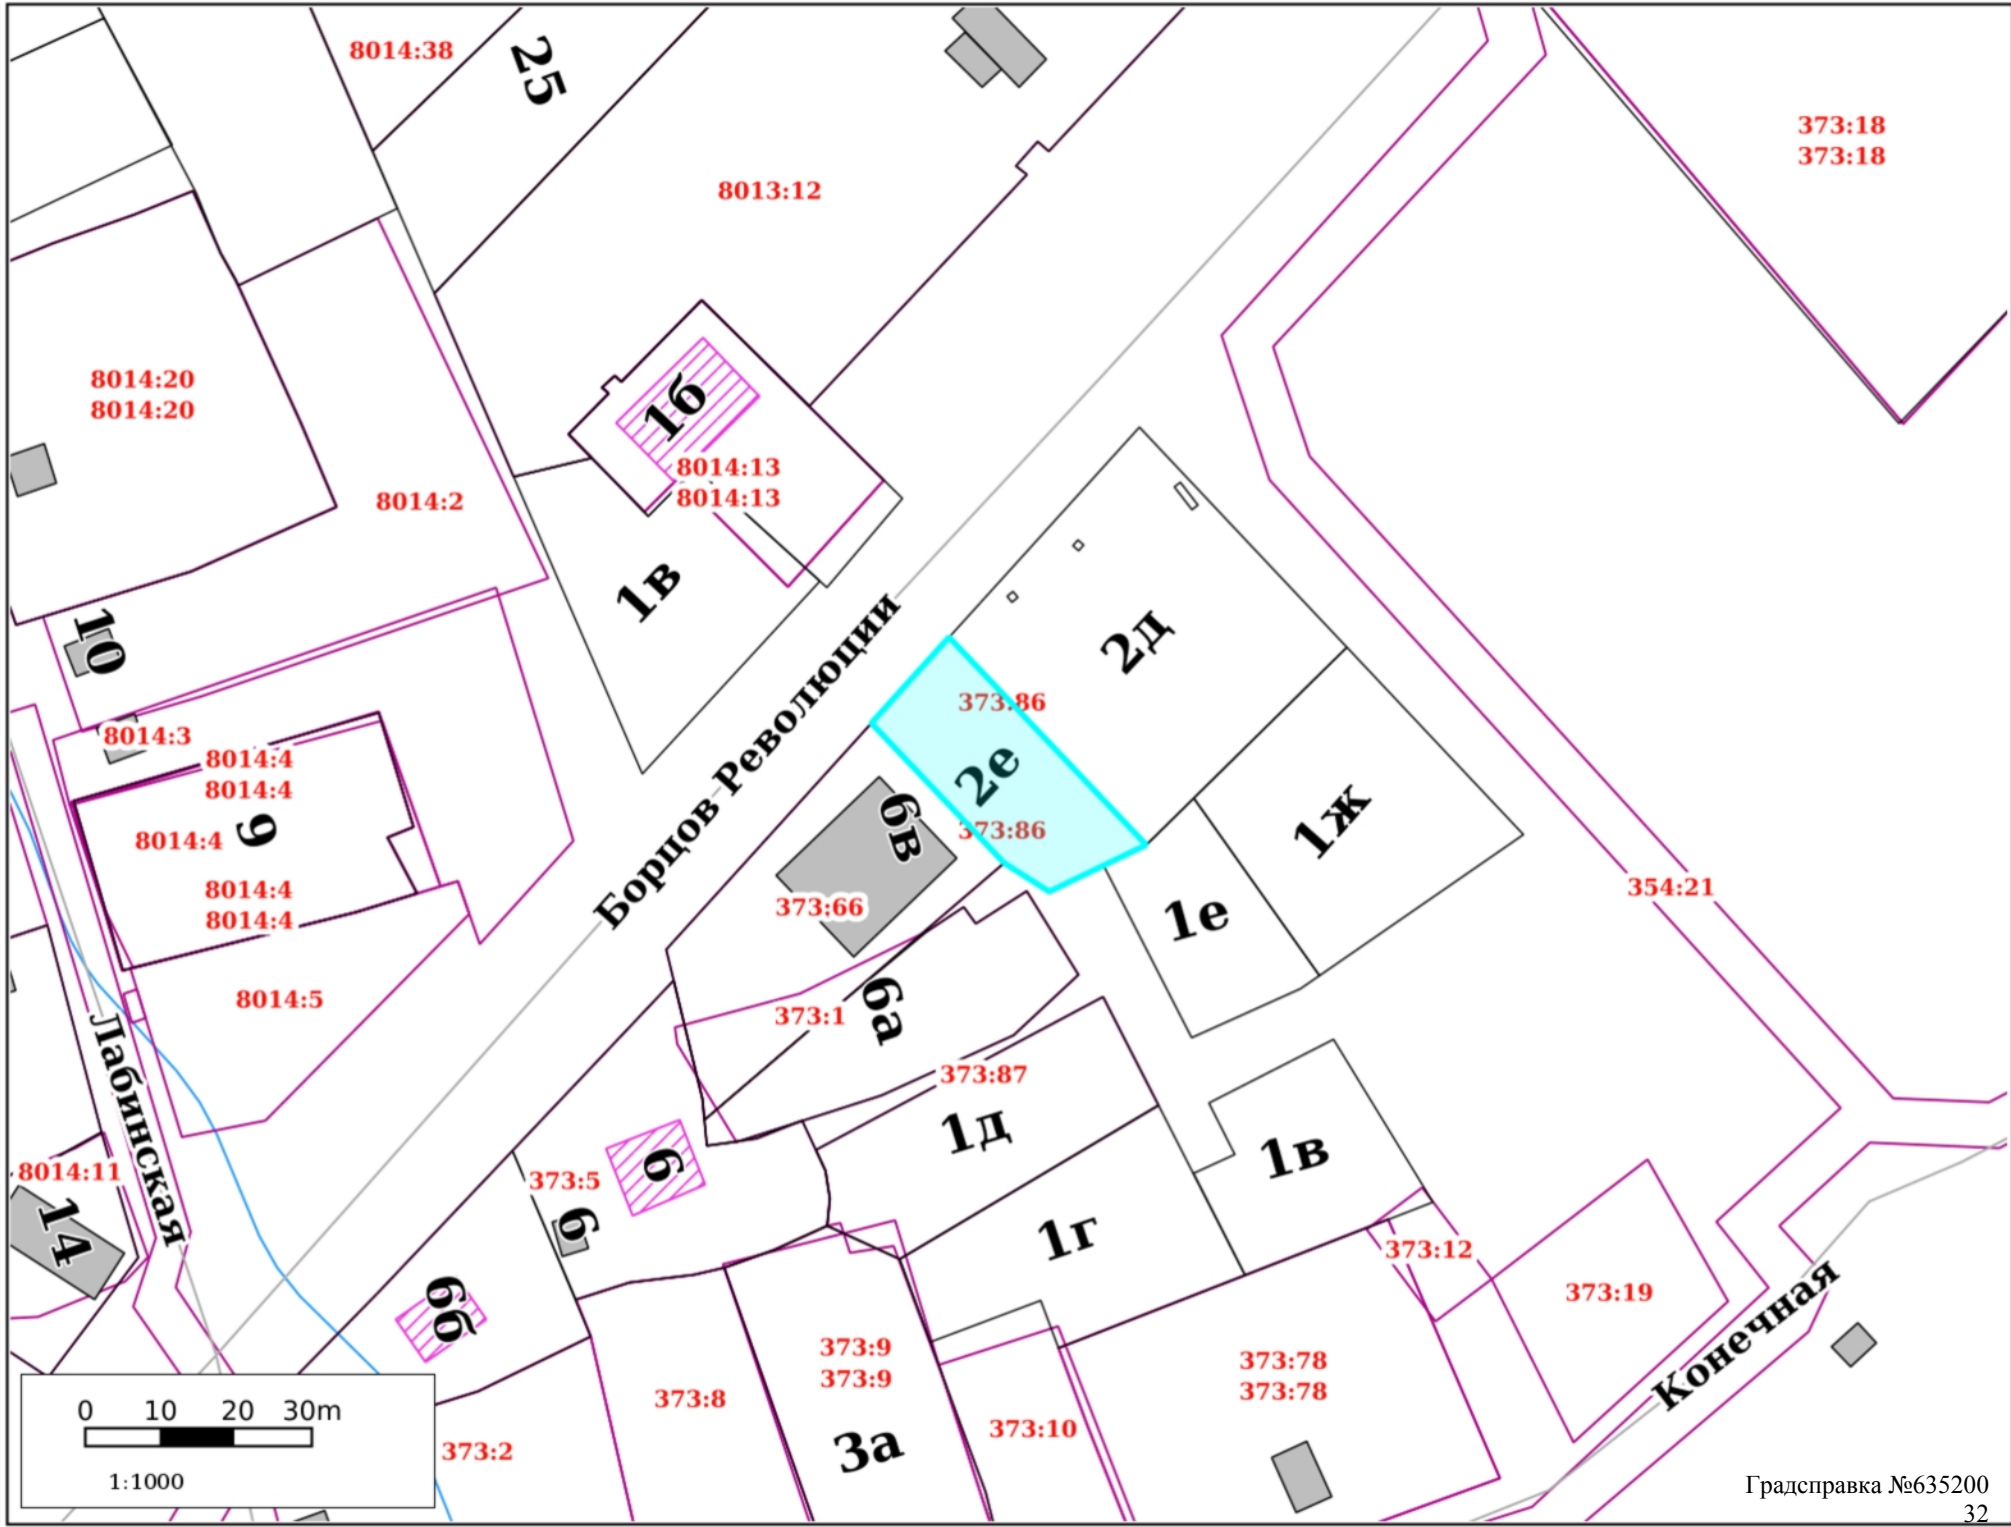 8014:38
25
373:18
373:18
8013:12
8014:20
8014:20
1б
8014:13
8014:13
8014:2
1в
Борцов Революции
10
2д
373:86
2е
373:86
8014:3
8014:4
8014:4
8014:4
9
8014:4
8014:4
6в
1ж
373:66
354:21
1е
8014:5
6а
373:1
Лабинская
373:87
1д
1в
8014:11
14
373:5
6
6
1г
373:12
373:19
6б
Конечная
373:9
373:9
373:78
373:78
373:8
373:10
3а
373:2
0 10 20 30m
1:1000
Градсправка №635200
32